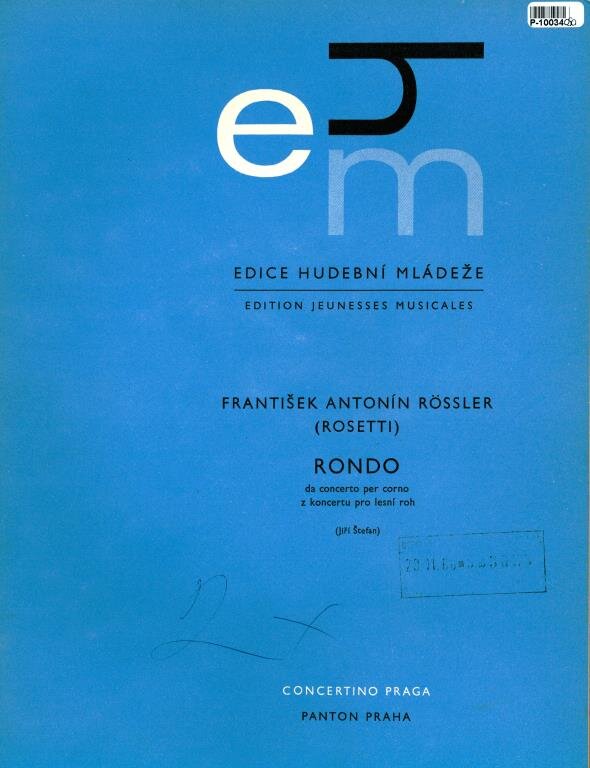 P-10034
e h m
EDICE HUDEBNÍ MLÁDEŽE
EDITION JEUNESSES MUSICALES
FRANTIŠEK ANTONÍN RÖSSLER
(ROSETTI)
RONDO
da concerto per corno
z koncertu pro lesní roh
(Jiří Štefan)
2 x
CONCERTINO PRAGA
PANTON PRAHA